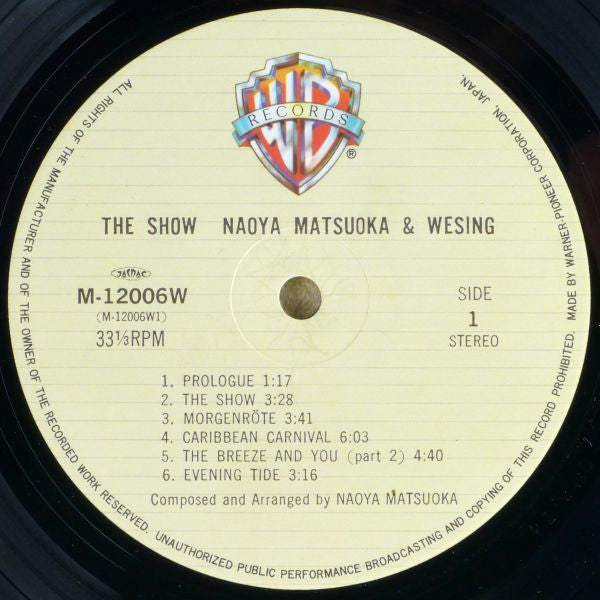 WB
RECORDS
®
THE SHOW NAOYA MATSUOKA & WESING
JASRAC
M-12006W
(M-12006W1)
33⅓RPM
SIDE
1
STEREO
1. PROLOGUE 1:17
2. THE SHOW 3:28
3. MORGENRÖTE 3:41
4. CARIBBEAN CARNIVAL 6:03
5. THE BREEZE AND YOU (part 2) 4:40
6. EVENING TIDE 3:16
Composed and Arranged by NAOYA MATSUOKA
ALL RIGHTS OF THE MANUFACTURER AND OF THE OWNER OF THE RECORDED WORK RESERVED. UNAUTHORIZED PUBLIC PERFORMANCE BROADCASTING AND COPYING OF THIS RECORD PROHIBITED. MADE BY WARNER-PIONEER CORPORATION, JAPAN.